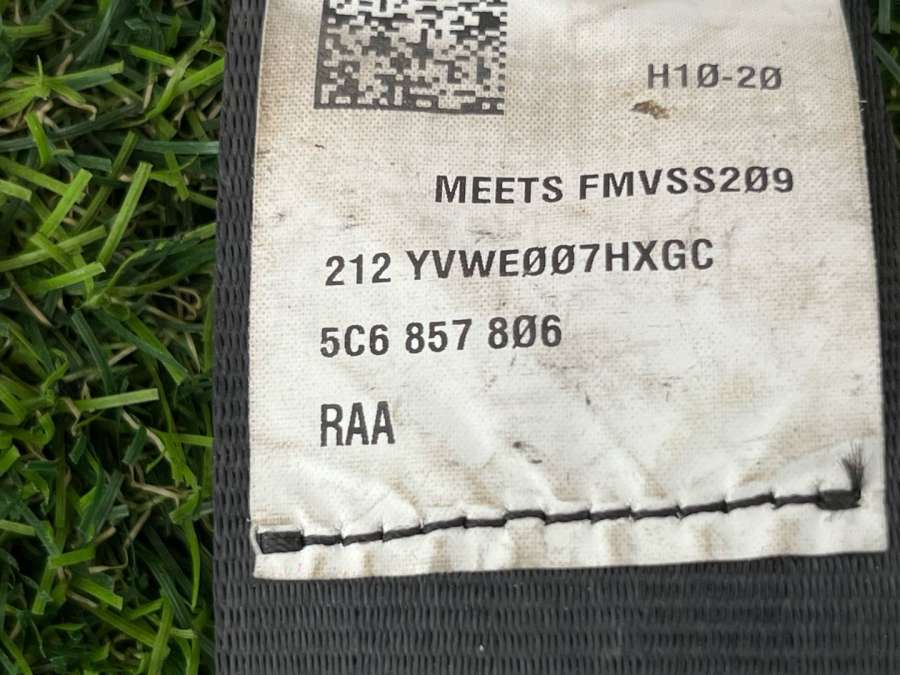 H10-20
MEETS FMVSS209
212 YVWE007HXGC
5C6 857 806
RAA